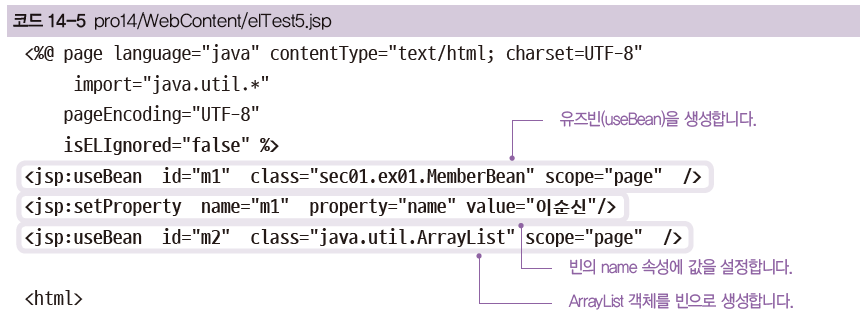 코드 14-5 pro14/WebContent/elTest5.jsp
<%@ page language="java" contentType="text/html; charset=UTF-8"
import="java.util.*"
pageEncoding="UTF-8"
유즈빈(useBean)을 생성합니다.
isELIgnored="false" %>
<jsp:useBean id="m1" class="sec01.ex01.MemberBean" scope="page" />
<jsp:setProperty name="m1" property="name" value="이순신"/>
<jsp:useBean id="m2" class="java.util.ArrayList" scope="page" />
빈의 name 속성에 값을 설정합니다.
<html>
ArrayList 객체를 빈으로 생성합니다.